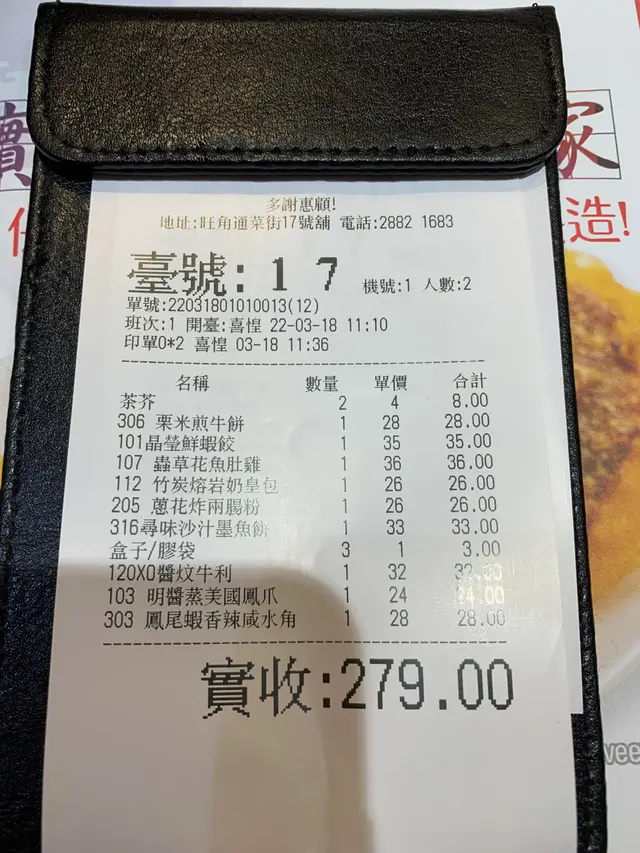 家
造!
多謝惠顧!
地址:旺角通菜街17號舖 電話:2882 1683
臺號:17 機號:1 人數:2
單號:22031801010013(12)
班次:1 開臺:喜惶 22-03-18 11:10
印單0*2 喜惶 03-18 11:36
名稱 數量 單價 合計
茶芥 2 4 8.00
306 栗米煎牛餅 1 28 28.00
101晶瑩鮮蝦餃 1 35 35.00
107 蟲草花魚肚雞 1 36 36.00
112 竹炭熔岩奶皇包 1 26 26.00
205 蔥花炸兩腸粉 1 26 26.00
316尋味沙汁墨魚餅 1 33 33.00
盒子/膠袋 3 1 3.00
120XO醬炆牛利 1 32 32.00
103 明醬蒸美國鳳爪 1 24 24.00
303 鳳尾蝦香辣咸水角 1 28 28.00
實收:279.00